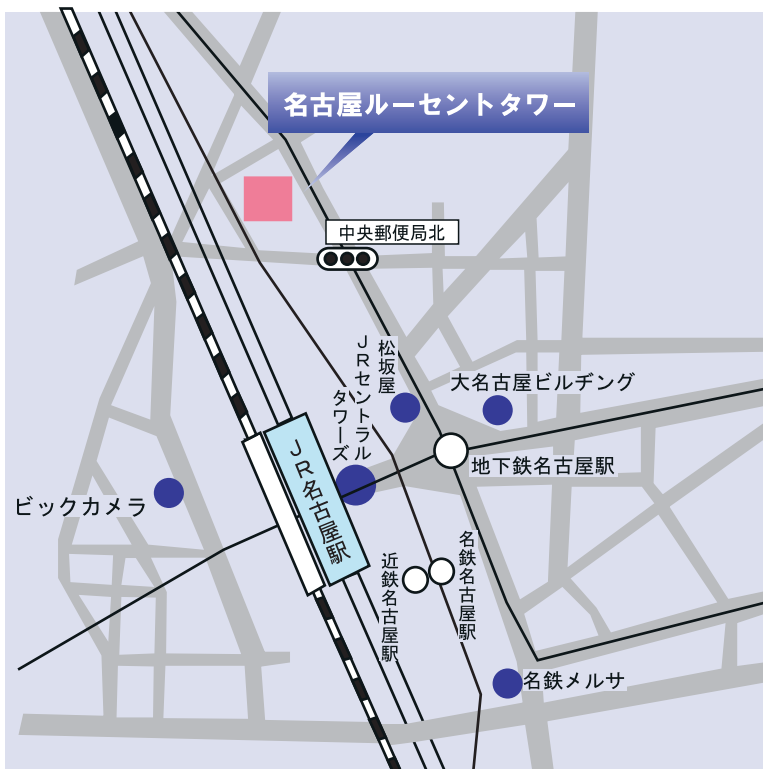 名古屋ルーセントタワー
中央郵便局北
松坂屋
JRセントラル
タワーズ
大名古屋ビルヂング
地下鉄名古屋駅
JR名古屋駅
ビックカメラ
名鉄名古屋駅
近鉄名古屋駅
名鉄メルサ